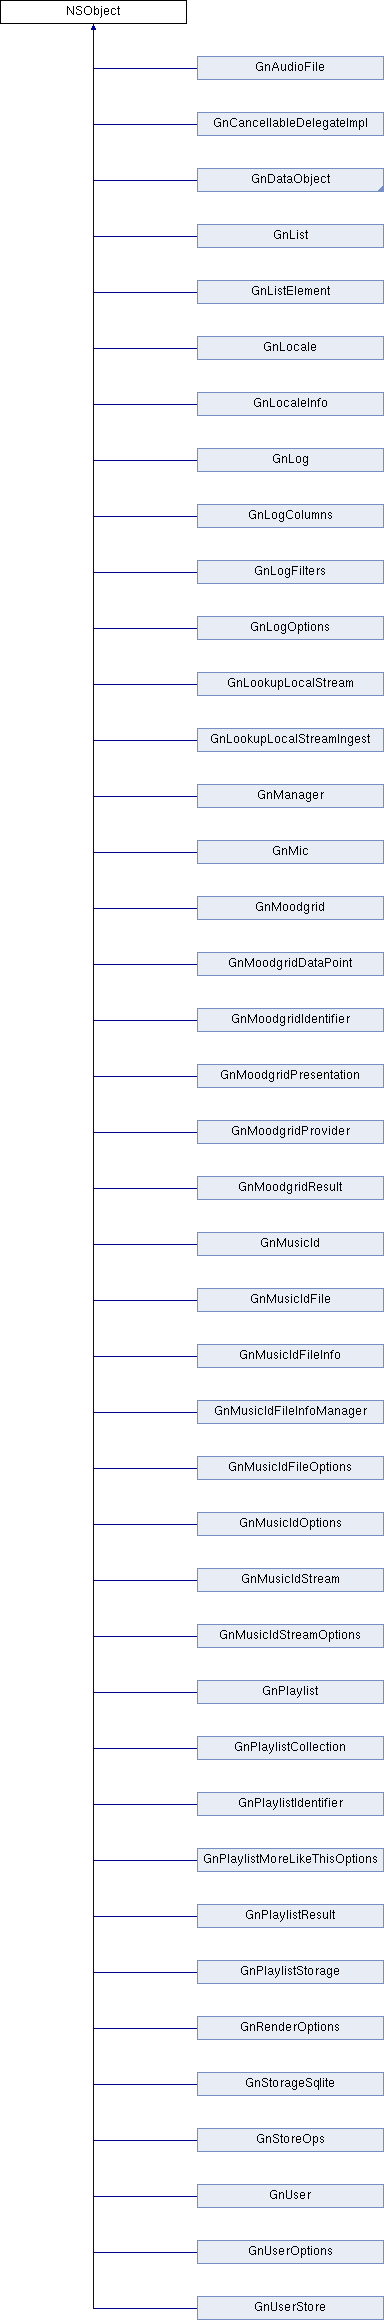 NSObject
GnAudioFile
GnCancellableDelegateImpl
GnDataObject
GnList
GnListElement
GnLocale
GnLocaleInfo
GnLog
GnLogColumns
GnLogFilters
GnLogOptions
GnLookupLocalStream
GnLookupLocalStreamIngest
GnManager
GnMic
GnMoodgrid
GnMoodgridDataPoint
GnMoodgridIdentifier
GnMoodgridPresentation
GnMoodgridProvider
GnMoodgridResult
GnMusicId
GnMusicIdFile
GnMusicIdFileInfo
GnMusicIdFileInfoManager
GnMusicIdFileOptions
GnMusicIdOptions
GnMusicIdStream
GnMusicIdStreamOptions
GnPlaylist
GnPlaylistCollection
GnPlaylistIdentifier
GnPlaylistMoreLikeThisOptions
GnPlaylistResult
GnPlaylistStorage
GnRenderOptions
GnStorageSqlite
GnStoreOps
GnUser
GnUserOptions
GnUserStore